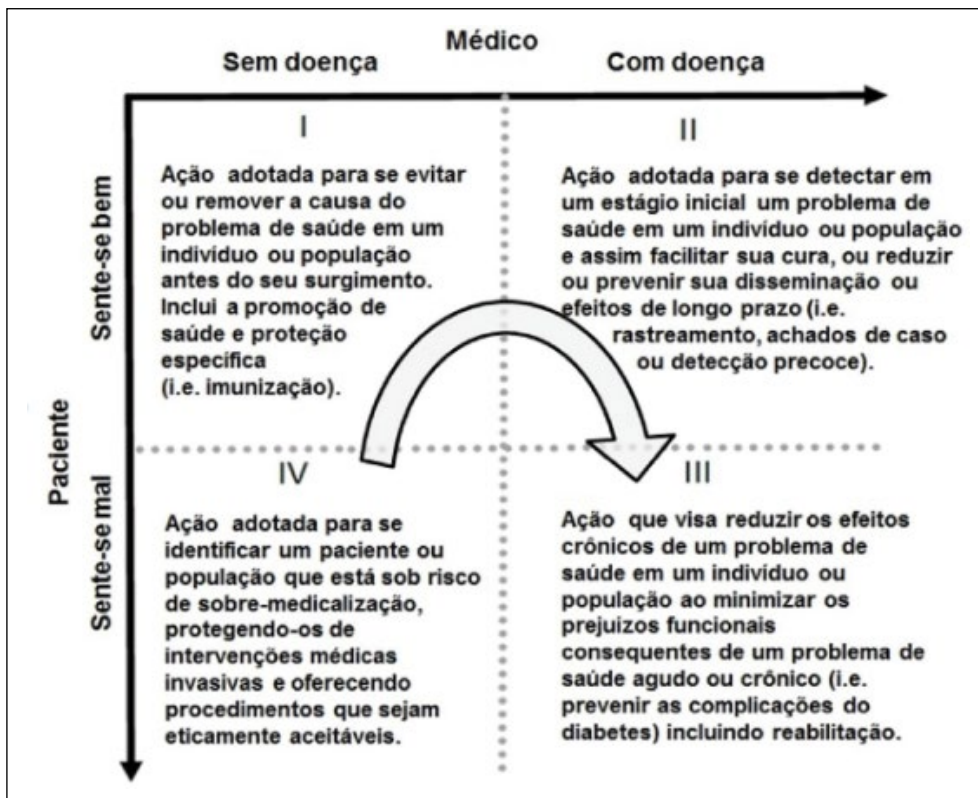 Médico
Sem doença
Com doença
Paciente
Sente-se bem
Sente-se mal
I
Ação adotada para se evitar
ou remover a causa do
problema de saúde em um
indivíduo ou população
antes do seu surgimento.
Inclui a promoção de
saúde e proteção
específica
(i.e. imunização).
II
Ação adotada para se detectar em
um estágio inicial um problema de
saúde em um indivíduo ou população
e assim facilitar sua cura, ou reduzir
ou prevenir sua disseminação ou
efeitos de longo prazo (i.e.
rastreamento, achados de caso
ou detecção precoce).
IV
Ação adotada para se
identificar um paciente ou
população que está sob risco
de sobre-medicalização,
protegendo-os de
intervenções médicas
invasivas e oferecendo
procedimentos que sejam
eticamente aceitáveis.
III
Ação que visa reduzir os efeitos
crônicos de um problema de
saúde em um indivíduo ou
população ao minimizar os
prejuizos funcionais
consequentes de um problema de
saúde agudo ou crônico (i.e.
prevenir as complicações do
diabetes) incluindo reabilitação.